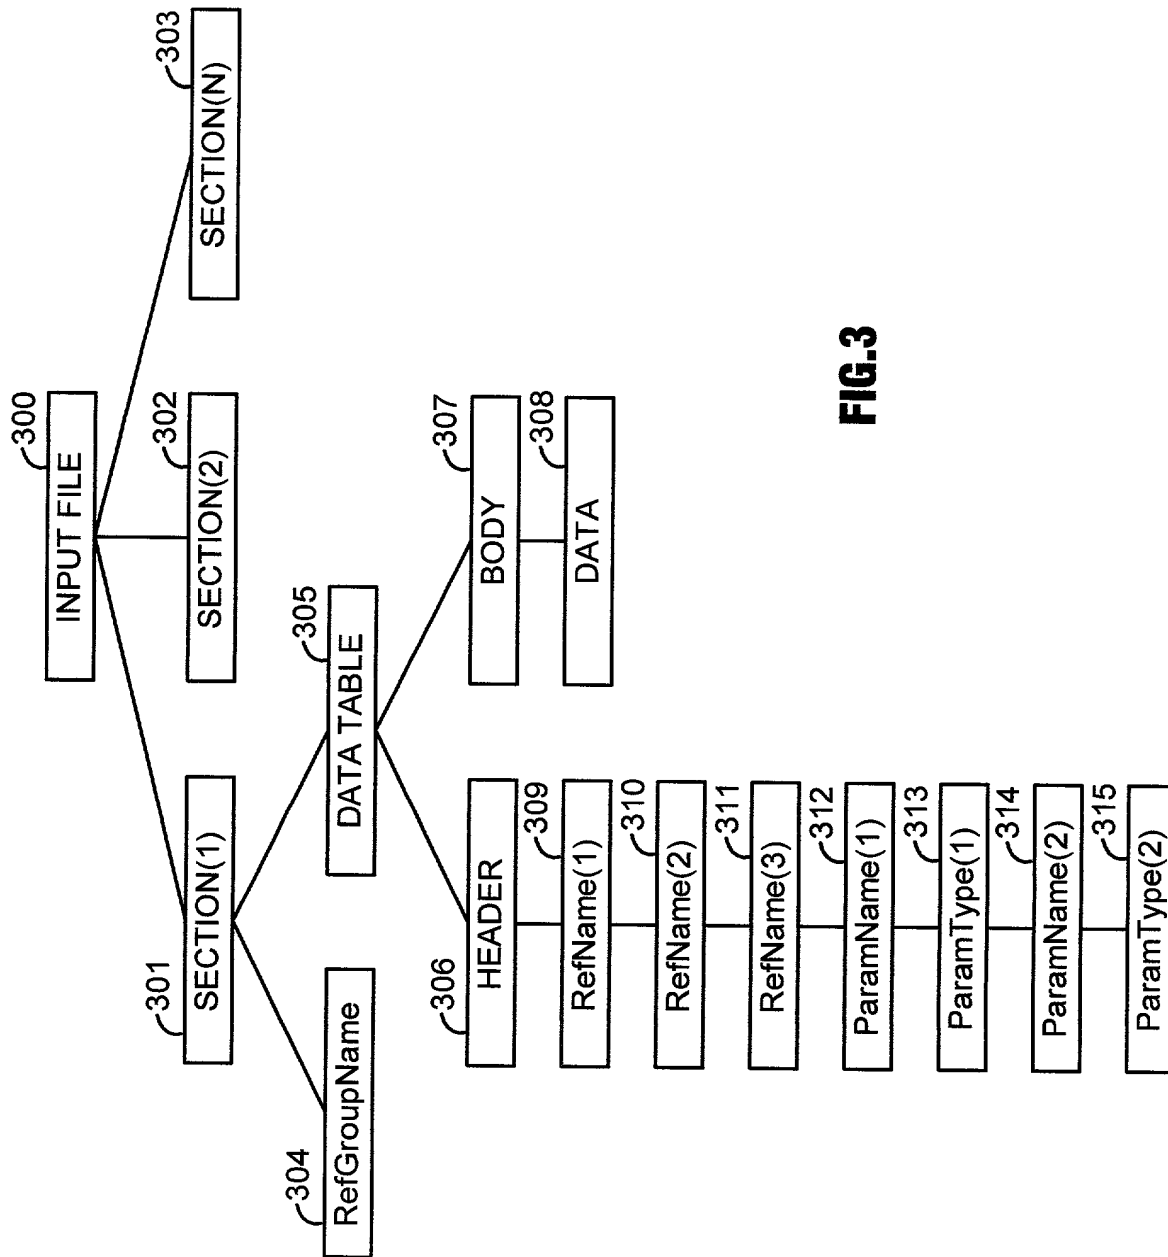 300
INPUT FILE
301
SECTION(1)
302
SECTION(2)
303
SECTION(N)
304
RefGroupName
305
DATA TABLE
306
HEADER
307
BODY
309
RefName(1)
308
DATA
310
RefName(2)
311
RefName(3)
312
ParamName(1)
313
ParamType(1)
314
ParamName(2)
315
ParamType(2)
FIG.3